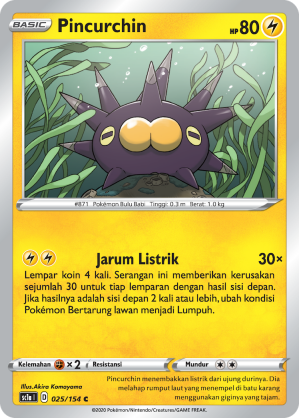 BASIC Pincurchin HP80
#871 Pokémon Bulu Babi Tinggi: 0.3 m Berat: 1.0 kg
Jarum Listrik 30×
Lempar koin 4 kali. Serangan ini memberikan kerusakan
sejumlah 30 untuk tiap lemparan dengan hasil sisi depan.
Jika hasilnya adalah sisi depan 2 kali atau lebih, ubah kondisi
Pokémon Bertarung lawan menjadi Lumpuh.
Kelemahan ×2 Resistansi Mundur
Illus.Akira Komayama
sc1a I D 025/154 C
Pincurchin menembakkan listrik dari ujung durinya. Dia
melahap rumput laut yang menempel di batu karang
menggunakan giginya yang tajam.
©2020 Pokémon/Nintendo/Creatures/GAME FREAK.